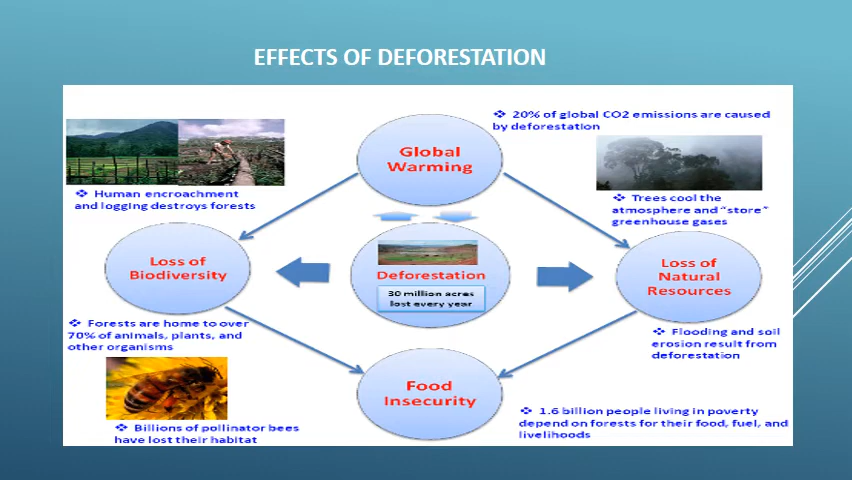 EFFECTS OF DEFORESTATION
❖ 20% of global CO2 emissions are caused
by deforestation
Global
Warming
❖ Human encroachment
and logging destroys forests
❖ Trees cool the
atmosphere and "store"
greenhouse gases
Loss of
Biodiversity
Deforestation
30 million acres
lost every year
Loss of
Natural
Resources
❖ Forests are home to over
70% of animals, plants, and
other organisms
❖ Flooding and soil
erosion result from
deforestation
Food
Insecurity
❖ Billions of pollinator bees
have lost their habitat
❖ 1.6 billion people living in poverty
depend on forests for their food, fuel, and
livelihoods